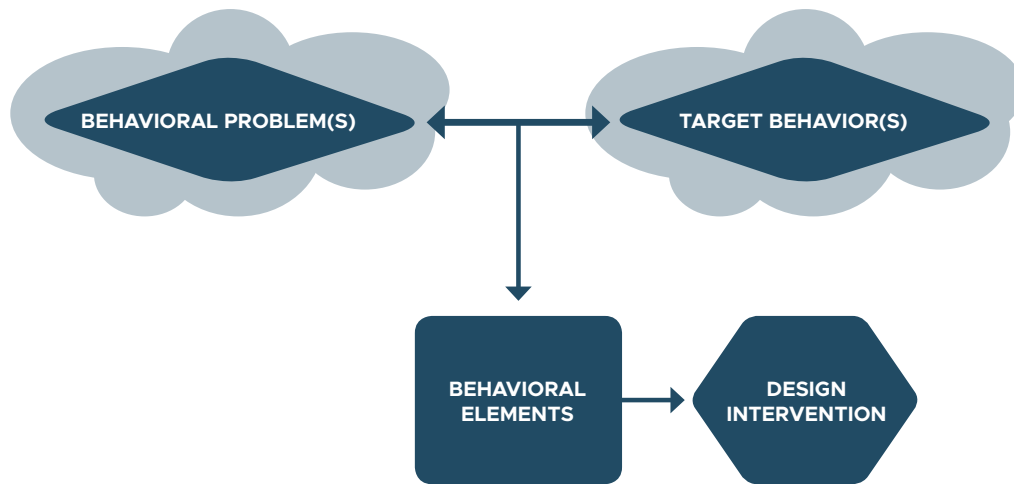 BEHAVIORAL PROBLEM(S)
TARGET BEHAVIOR(S)
BEHAVIORAL
ELEMENTS
DESIGN
INTERVENTION